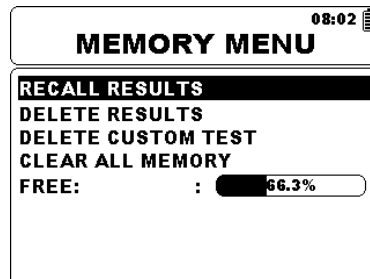 08:02
MEMORY MENU
RECALL RESULTS
DELETE RESULTS
DELETE CUSTOM TEST
CLEAR ALL MEMORY
FREE: : 66.3%